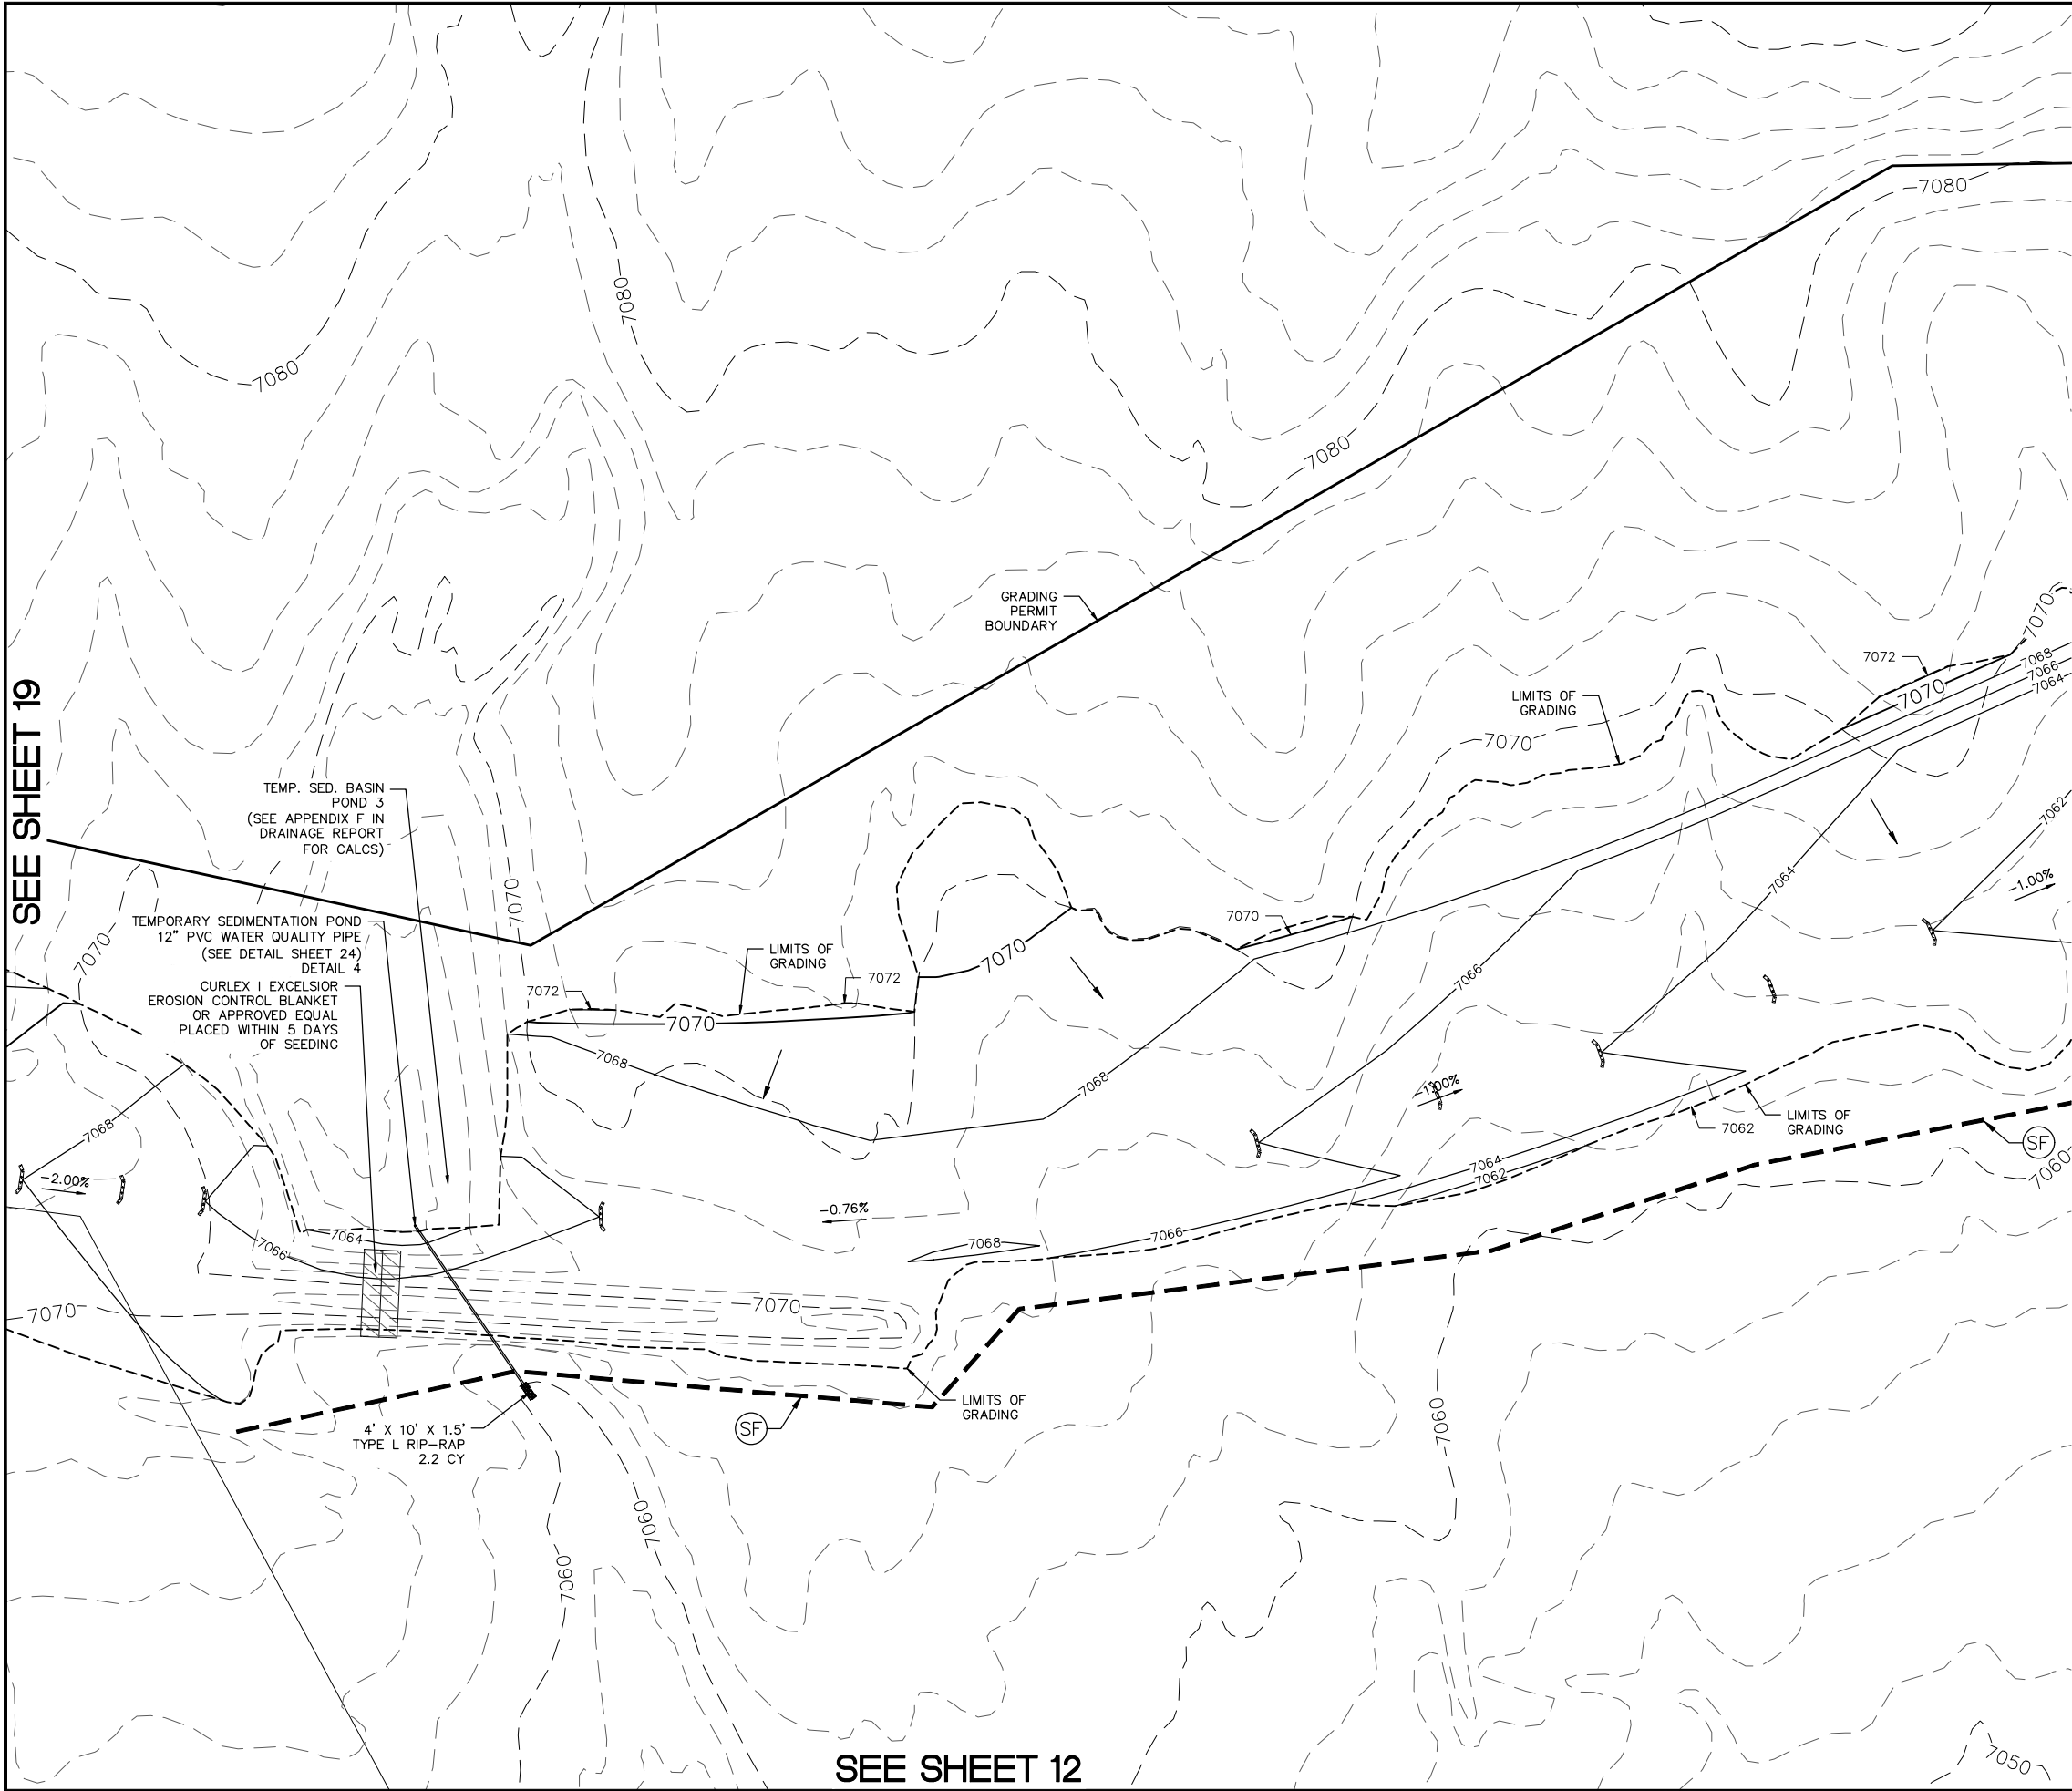 7080
7080
7080
7080
GRADING
PERMIT
BOUNDARY
7070
7068
7066
7064
7072
7070
LIMITS OF
GRADING
7070
SEE SHEET 19
TEMP. SED. BASIN
POND 3
(SEE APPENDIX F IN
DRAINAGE REPORT
FOR CALCS)
7062
7064
-1.00%
7070
TEMPORARY SEDIMENTATION POND
12" PVC WATER QUALITY PIPE
(SEE DETAIL SHEET 24)
DETAIL 4
7070
7070
LIMITS OF
GRADING
7070
7066
CURLEX I EXCELSIOR
EROSION CONTROL BLANKET
OR APPROVED EQUAL
PLACED WITHIN 5 DAYS
OF SEEDING
7072
7072
7070
7068
7068
-1.00%
7068
LIMITS OF
GRADING
7062
SF
7060
-2.00%
7064
7062
-0.76%
7064
7066
7066
7068
7070
7070
LIMITS OF
GRADING
SF
4' X 10' X 1.5'
TYPE L RIP-RAP
2.2 CY
7060
7060
7060
SEE SHEET 12
7050